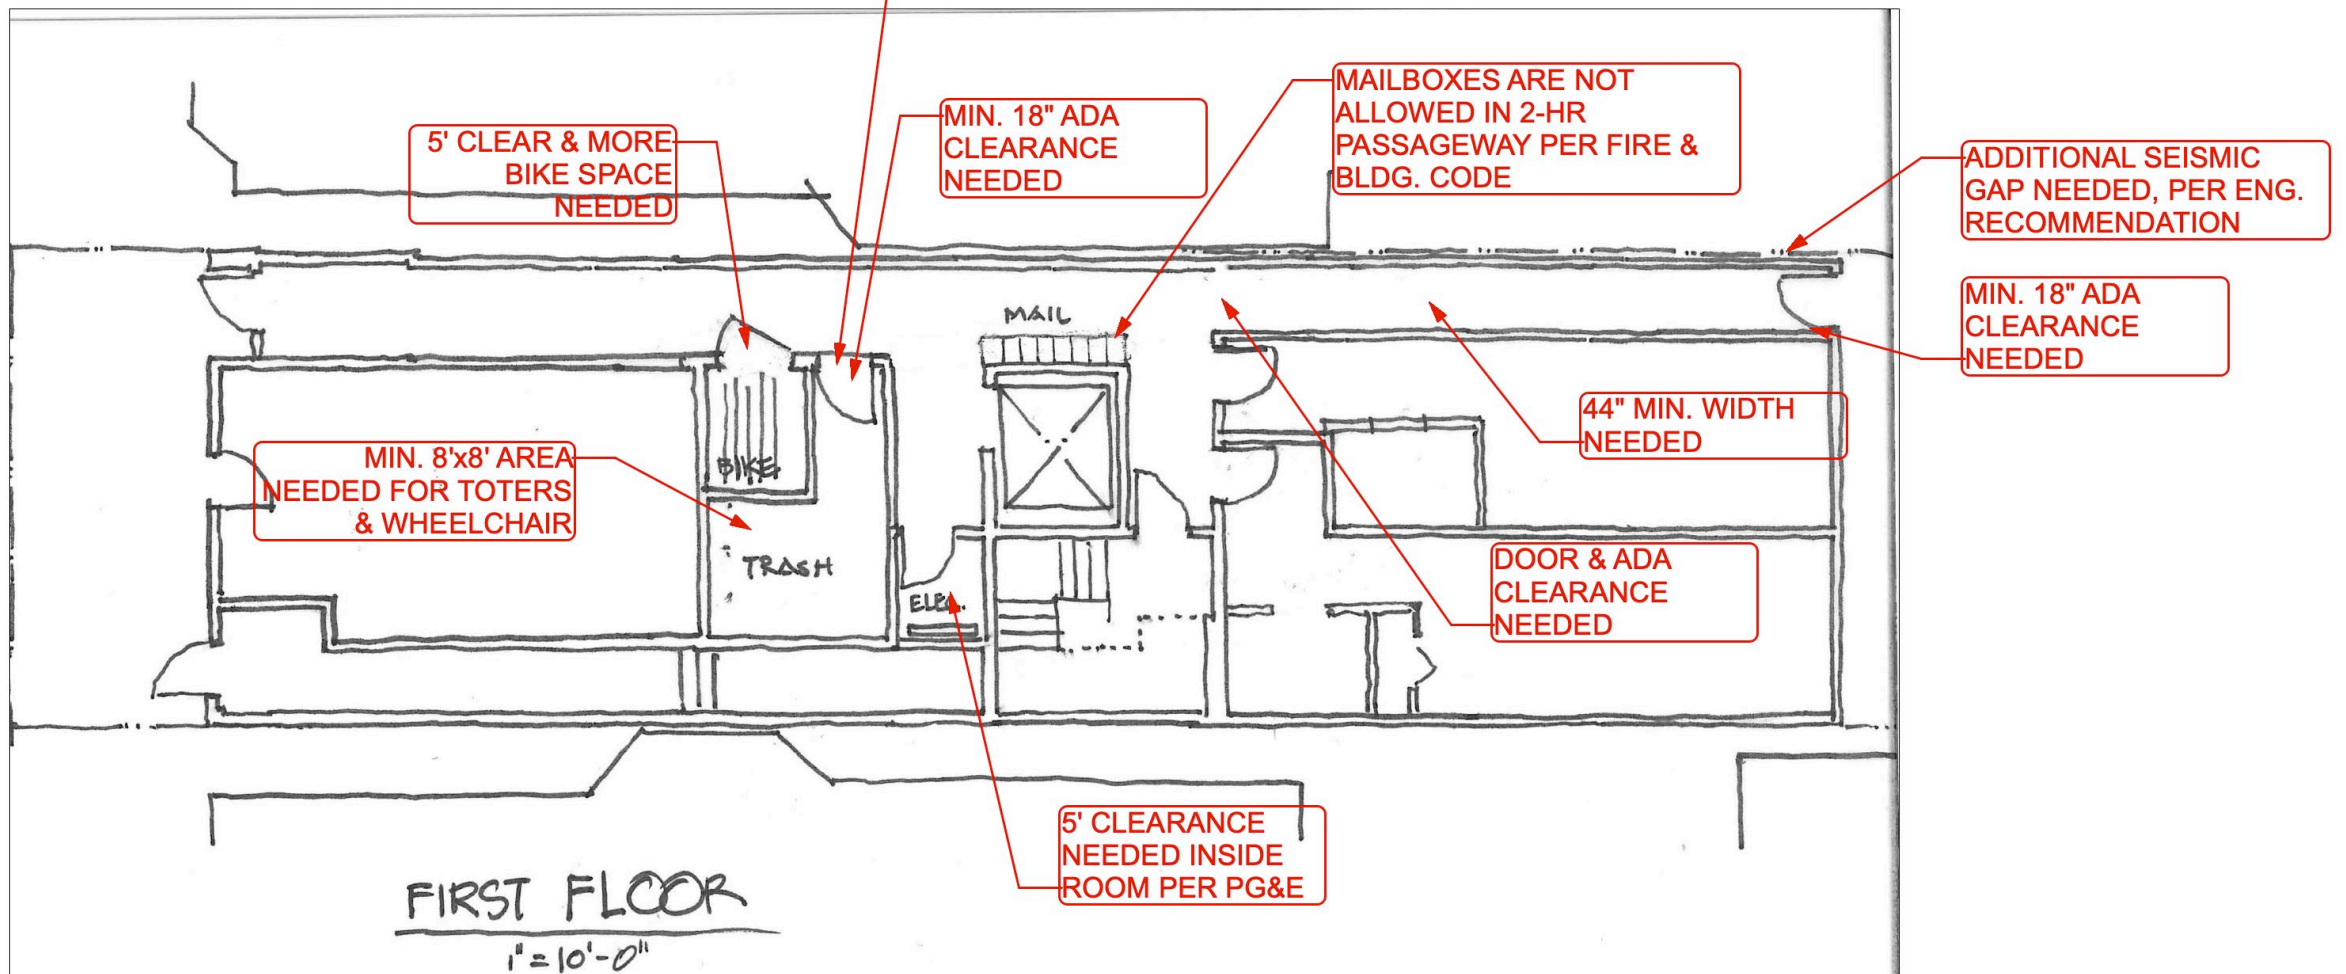 5' CLEAR & MORE
BIKE SPACE
NEEDED
MIN. 18" ADA
CLEARANCE
NEEDED
MAILBOXES ARE NOT
ALLOWED IN 2-HR
PASSAGEWAY PER FIRE &
BLDG. CODE
ADDITIONAL SEISMIC
GAP NEEDED, PER ENG.
RECOMMENDATION
MIN. 18" ADA
CLEARANCE
NEEDED
MAIL
44" MIN. WIDTH
NEEDED
MIN. 8'x8' AREA
NEEDED FOR TOTERS
& WHEELCHAIR
BIKE
TRASH
ELEC.
DOOR & ADA
CLEARANCE
NEEDED
5' CLEARANCE
NEEDED INSIDE
ROOM PER PG&E
FIRST FLOOR
1" = 10'-0"